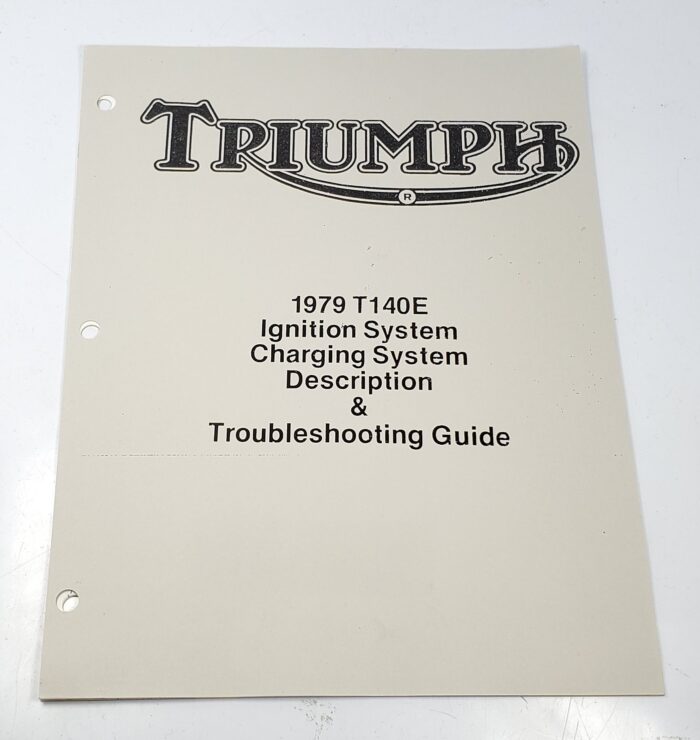 TRIUMPH
R
1979 T140E
Ignition System
Charging System
Description
&
Troubleshooting Guide